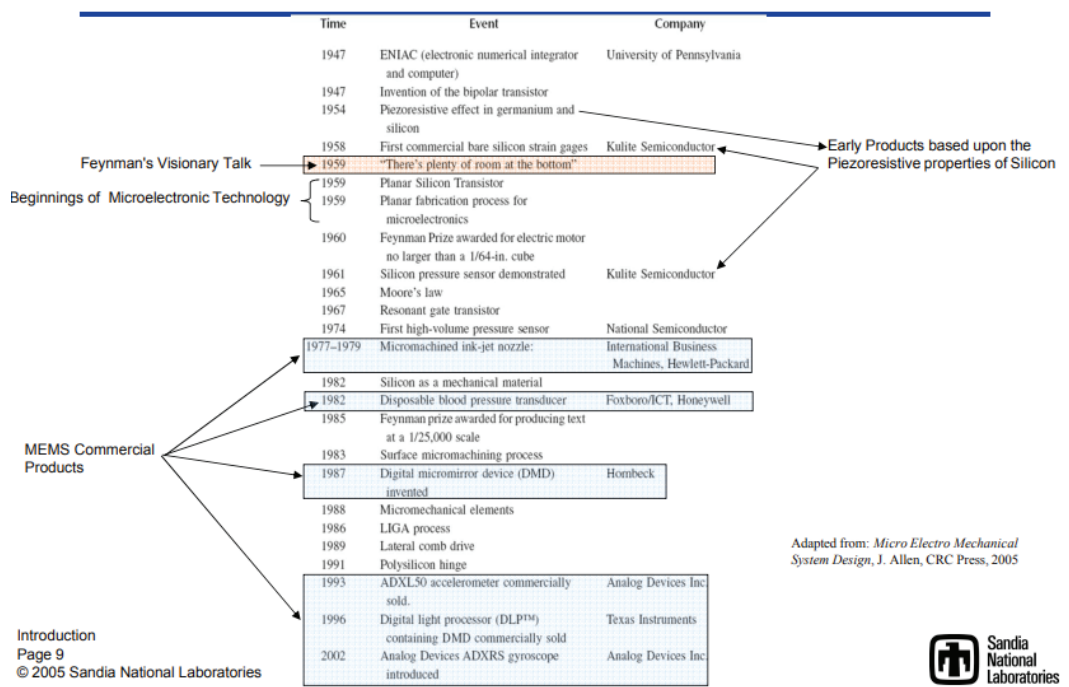 Time Event Company
1947 ENIAC (electronic numerical integrator University of Pennsylvania
and computer)
1947 Invention of the bipolar transistor
1954 Piezoresistive effect in germanium and
silicon
1958 First commercial bare silicon strain gages Kulite Semiconductor
1959 "There's plenty of room at the bottom"
1959 Planar Silicon Transistor
1959 Planar fabrication process for
microelectronics
1960 Feynman Prize awarded for electric motor
no larger than a 1/64-in. cube
1961 Silicon pressure sensor demonstrated Kulite Semiconductor
1965 Moore's law
1967 Resonant gate transistor
1974 First high-volume pressure sensor National Semiconductor
1977–1979 Micromachined ink-jet nozzle: International Business
Machines, Hewlett-Packard
1982 Silicon as a mechanical material
1982 Disposable blood pressure transducer Foxboro/ICT, Honeywell
1985 Feynman prize awarded for producing text
at a 1/25,000 scale
1983 Surface micromachining process
1987 Digital micromirror device (DMD) Hornbeck
invented
1988 Micromechanical elements
1986 LIGA process
1989 Lateral comb drive
1991 Polysilicon hinge
1993 ADXL50 accelerometer commercially Analog Devices Inc.
sold.
1996 Digital light processor (DLP™) Texas Instruments
containing DMD commercially sold
2002 Analog Devices ADXRS gyroscope Analog Devices Inc.
introduced
Feynman's Visionary Talk
Beginnings of Microelectronic Technology
MEMS Commercial
Products
Early Products based upon the
Piezoresistive properties of Silicon
Adapted from: Micro Electro Mechanical
System Design, J. Allen, CRC Press, 2005
Introduction
Page 9
© 2005 Sandia National Laboratories
Sandia
National
Laboratories